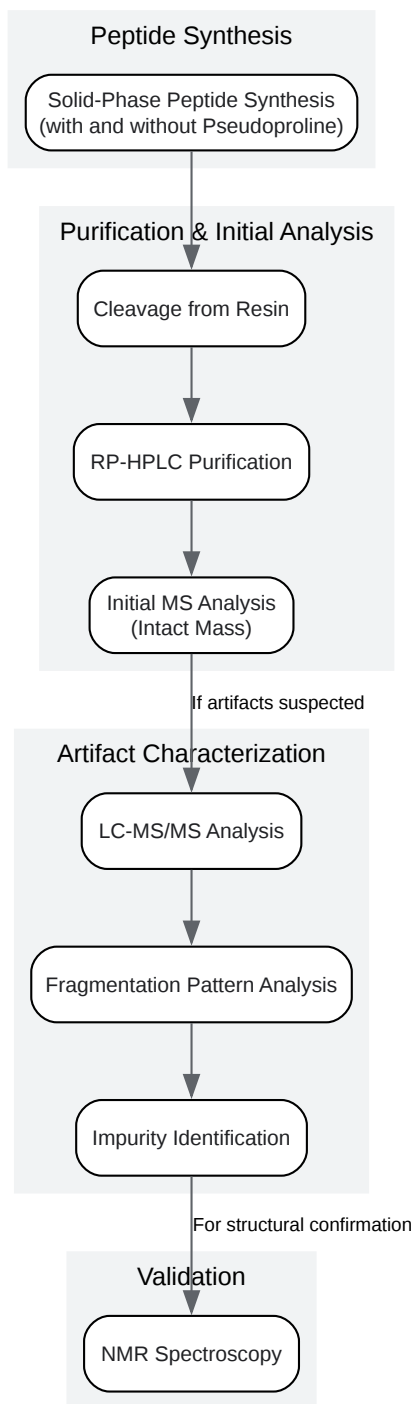 Peptide Synthesis
Solid-Phase Peptide Synthesis
(with and without Pseudoproline)
Purification & Initial Analysis
Cleavage from Resin
RP-HPLC Purification
Initial MS Analysis
(Intact Mass)
If artifacts suspected
Artifact Characterization
LC-MS/MS Analysis
Fragmentation Pattern Analysis
Impurity Identification
For structural confirmation
Validation
NMR Spectroscopy